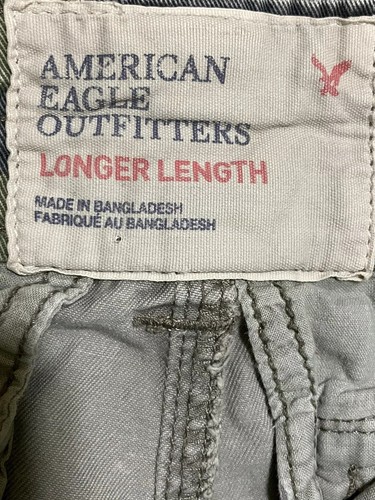 AMERICAN
EAGLE
OUTFITTERS
LONGER LENGTH
MADE IN BANGLADESH
FABRIQUÉ AU BANGLADESH